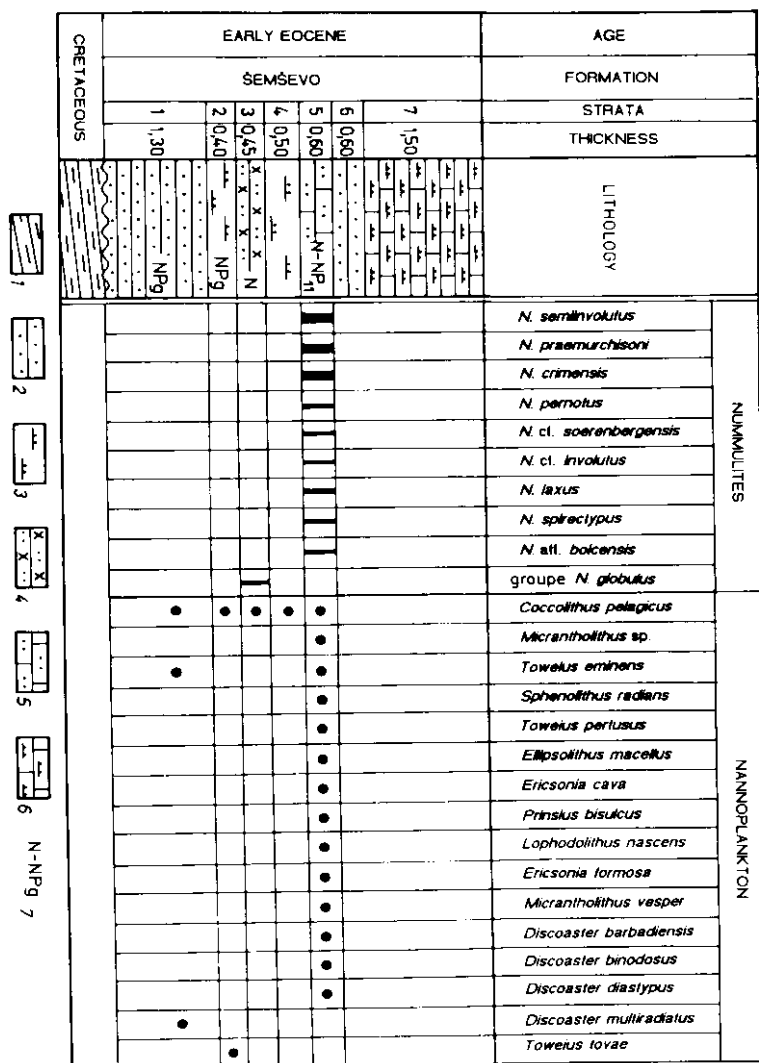 AGE
EARLY EOCENE
CRETACEOUS
FORMATION
ŠEMŠEVO
STRATA
1 2 3 4 5 6 7
THICKNESS
1,30 0,40 0,45 0,50 0,60 0,60 1,50
LITHOLOGY
NPg NPg N N-NP11
NUMMULITES
N. semiinvolutus
N. praemurchisoni
N. crimensis
N. pernotus
N. cf. soerenbergensis
N. cf. involutus
N. laxus
N. spirectypus
N. aff. bolcensis
groupe N. globulus
NANNOPLANKTON
Coccolithus pelagicus
Micrantholithus sp.
Toweius eminens
Sphenolithus radians
Toweius pertusus
Ellipsolithus macellus
Ericsonia cava
Prinsius bisulcus
Lophodolithus nascens
Ericsonia formosa
Micrantholithus vesper
Discoaster barbadiensis
Discoaster binodosus
Discoaster diastypus
Discoaster multiradiatus
Toweius tovae
1
2
3
4
5
6
N-NPg 7